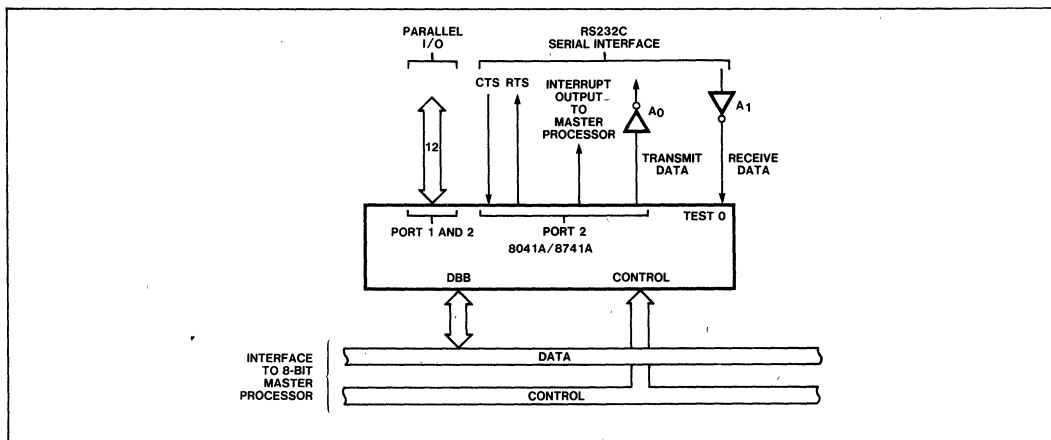 PARALLEL
I/O
RS232C
SERIAL INTERFACE
CTS RTS
INTERRUPT
OUTPUT
TO
MASTER
PROCESSOR
A0
A1
12
TRANSMIT
DATA
RECEIVE
DATA
TEST 0
PORT 1 AND 2
PORT 2
8041A/8741A
DBB
CONTROL
INTERFACE
TO 8-BIT
MASTER
PROCESSOR
DATA
CONTROL